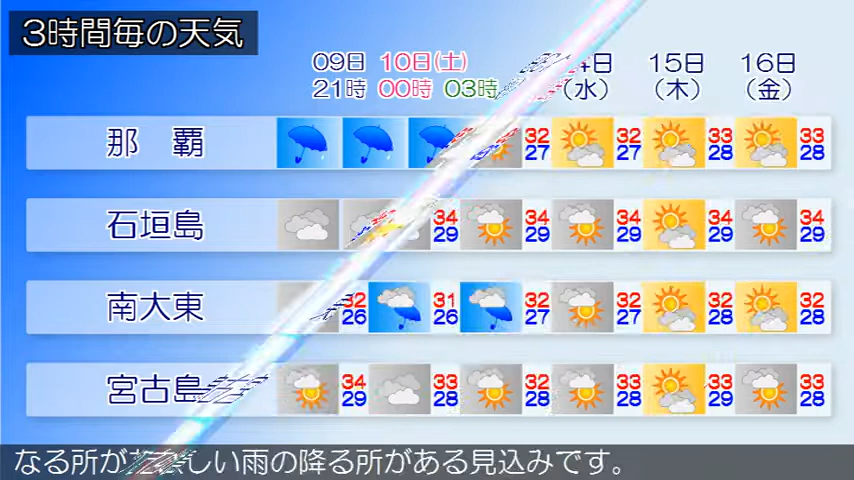 3時間毎の天気
09日 10日(土) 4日 15日 16日
21時 00時 03時 (水) (木) (金)
那 覇 32 32 33 33
27 27 28 28
石垣島 34 34 34 34 34
29 29 29 29 29
南大東 32 31 32 32 32 32
26 26 27 27 28 28
宮古島 34 33 32 33 33 33
29 28 28 28 29 28
なる所が しい雨の降る所がある見込みです。